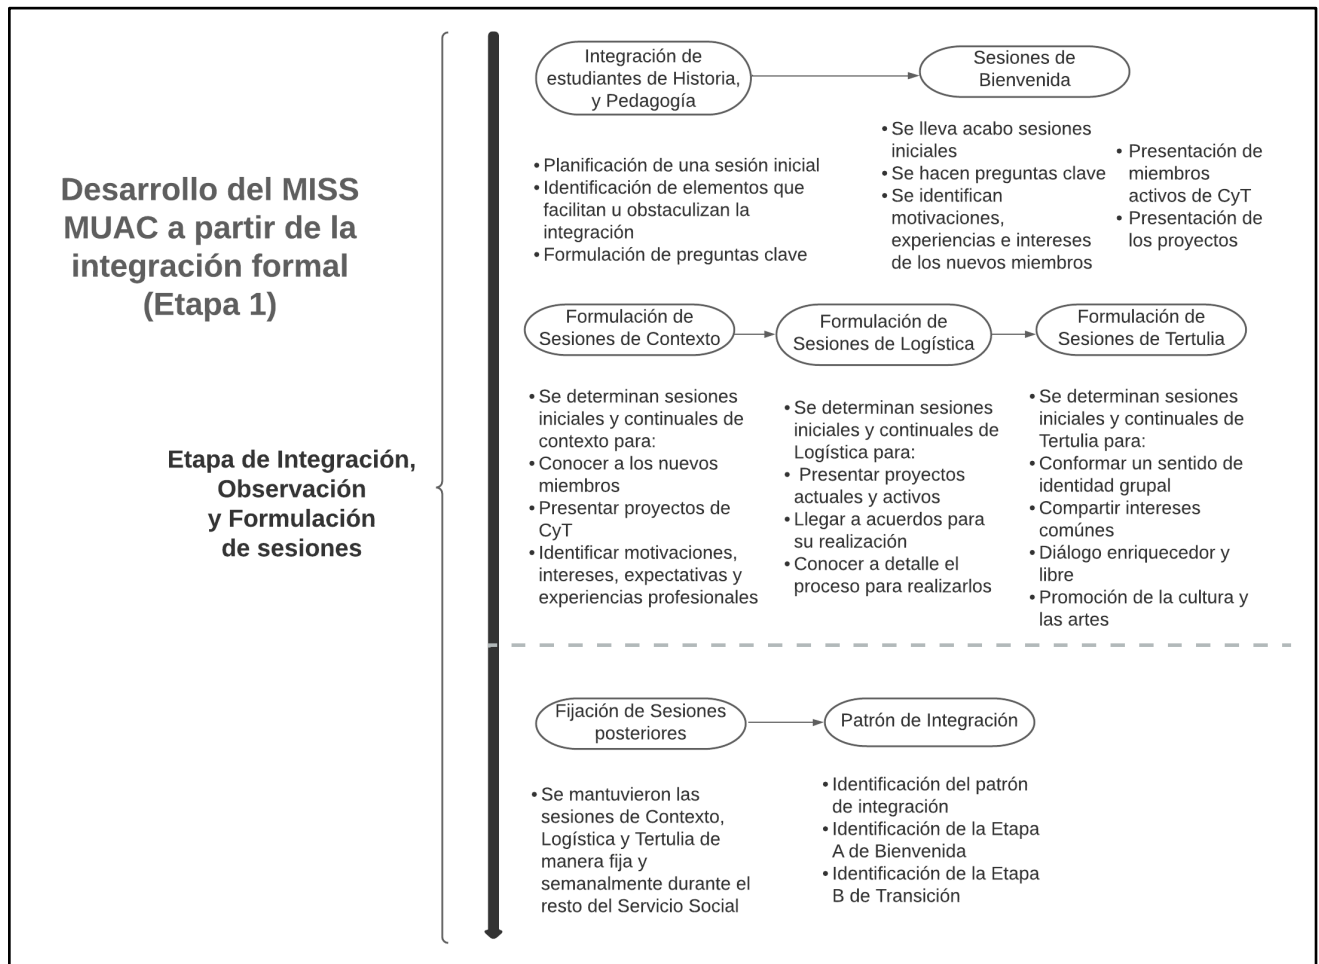 Desarrollo del MISS
MUAC a partir de la
integración formal
(Etapa 1)
Etapa de Integración,
Observación
y Formulación
de sesiones
Integración de
estudiantes de Historia,
y Pedagogía
Sesiones de
Bienvenida
• Planificación de una sesión inicial
• Identificación de elementos que
facilitan u obstaculizan la
integración
• Formulación de preguntas clave
• Se lleva acabo sesiones
iniciales
• Se hacen preguntas clave
• Se identifican
motivaciones,
experiencias e intereses
de los nuevos miembros
• Presentación de
miembros
activos de CyT
• Presentación de
los proyectos
Formulación de
Sesiones de Contexto
Formulación de
Sesiones de Logística
Formulación de
Sesiones de Tertulia
• Se determinan sesiones
iniciales y continuales de
contexto para:
• Conocer a los nuevos
miembros
• Presentar proyectos de
CyT
• Identificar motivaciones,
intereses, expectativas y
experiencias profesionales
• Se determinan sesiones
iniciales y continuales de
Logística para:
• Presentar proyectos
actuales y activos
• Llegar a acuerdos para
su realización
• Conocer a detalle el
proceso para realizarlos
• Se determinan sesiones
iniciales y continuales de
Tertulia para:
• Conformar un sentido de
identidad grupal
• Compartir intereses
comúnes
• Diálogo enriquecedor y
libre
• Promoción de la cultura y
las artes
Fijación de Sesiones
posteriores
Patrón de Integración
• Se mantuvieron las
sesiones de Contexto,
Logística y Tertulia de
manera fija y
semanalmente durante el
resto del Servicio Social
• Identificación del patrón
de integración
• Identificación de la Etapa
A de Bienvenida
• Identificación de la Etapa
B de Transición